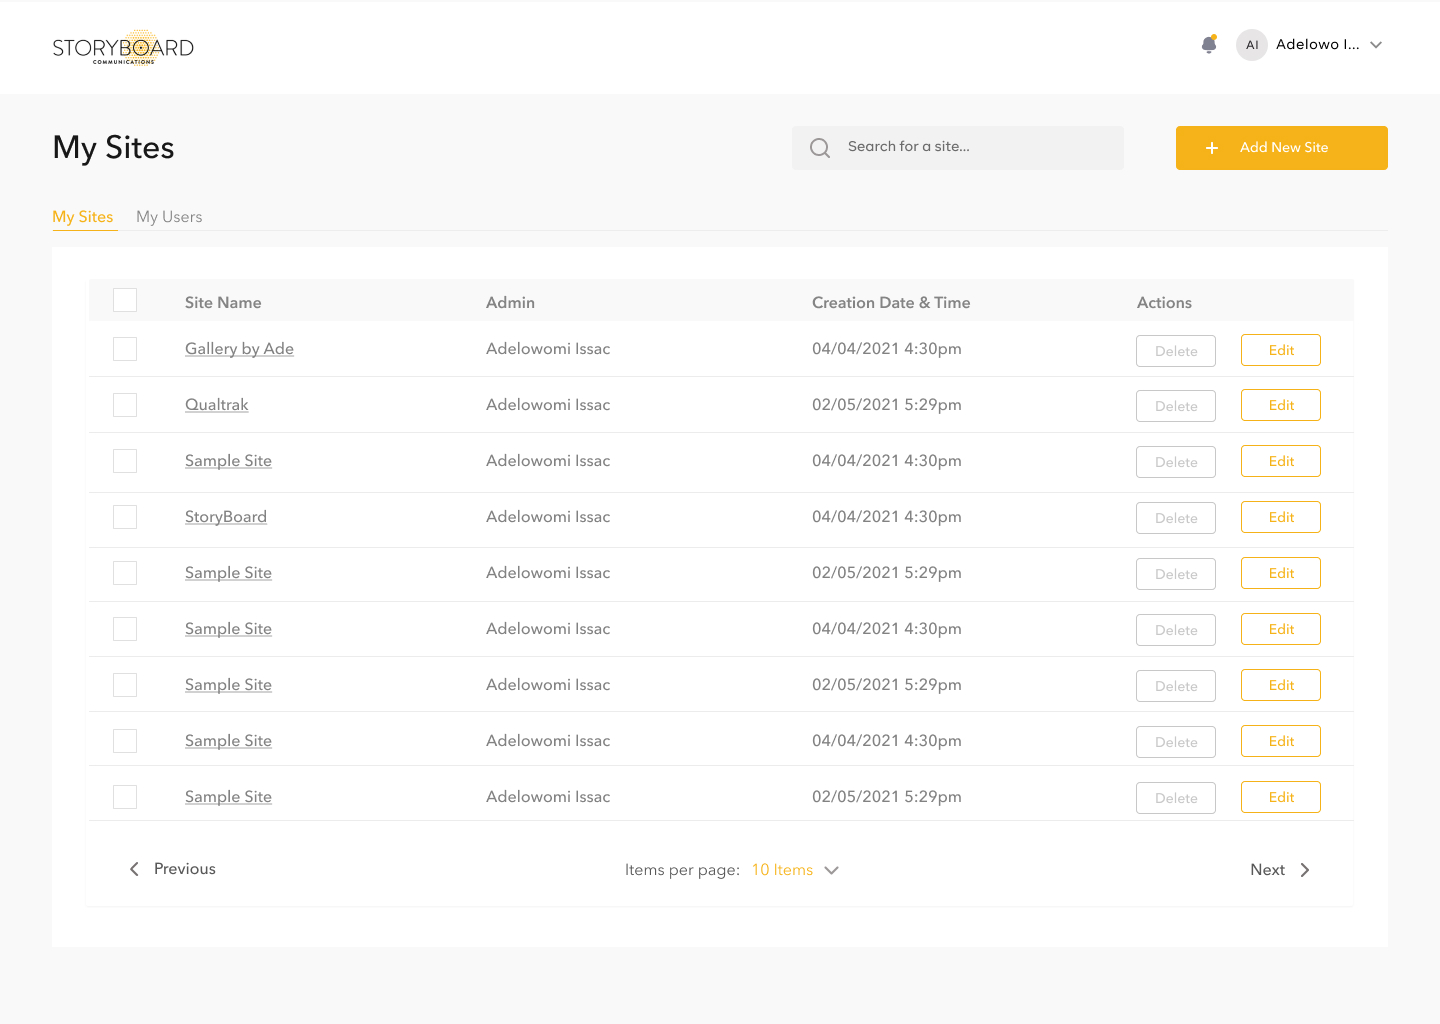 STORYBOARD
COMMUNICATIONS
AI Adelowo I...
My Sites
Search for a site...
+ Add New Site
My Sites My Users
Site Name Admin Creation Date & Time Actions
Gallery by Ade Adelowomi Issac 04/04/2021 4:30pm Delete Edit
Qualtrak Adelowomi Issac 02/05/2021 5:29pm Delete Edit
Sample Site Adelowomi Issac 04/04/2021 4:30pm Delete Edit
StoryBoard Adelowomi Issac 04/04/2021 4:30pm Delete Edit
Sample Site Adelowomi Issac 02/05/2021 5:29pm Delete Edit
Sample Site Adelowomi Issac 04/04/2021 4:30pm Delete Edit
Sample Site Adelowomi Issac 02/05/2021 5:29pm Delete Edit
Sample Site Adelowomi Issac 04/04/2021 4:30pm Delete Edit
Sample Site Adelowomi Issac 02/05/2021 5:29pm Delete Edit
Previous Items per page: 10 Items Next